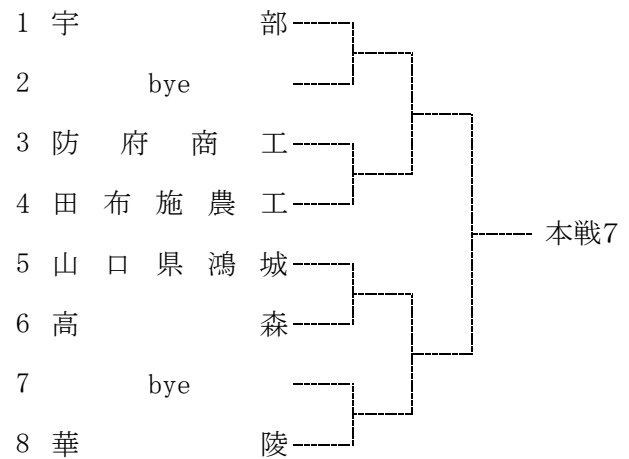 1 宇部
2 bye
3 防府商工
4 田布施農工
5 山口県鴻城
6 高森
7 bye
8 華陵
本戦7